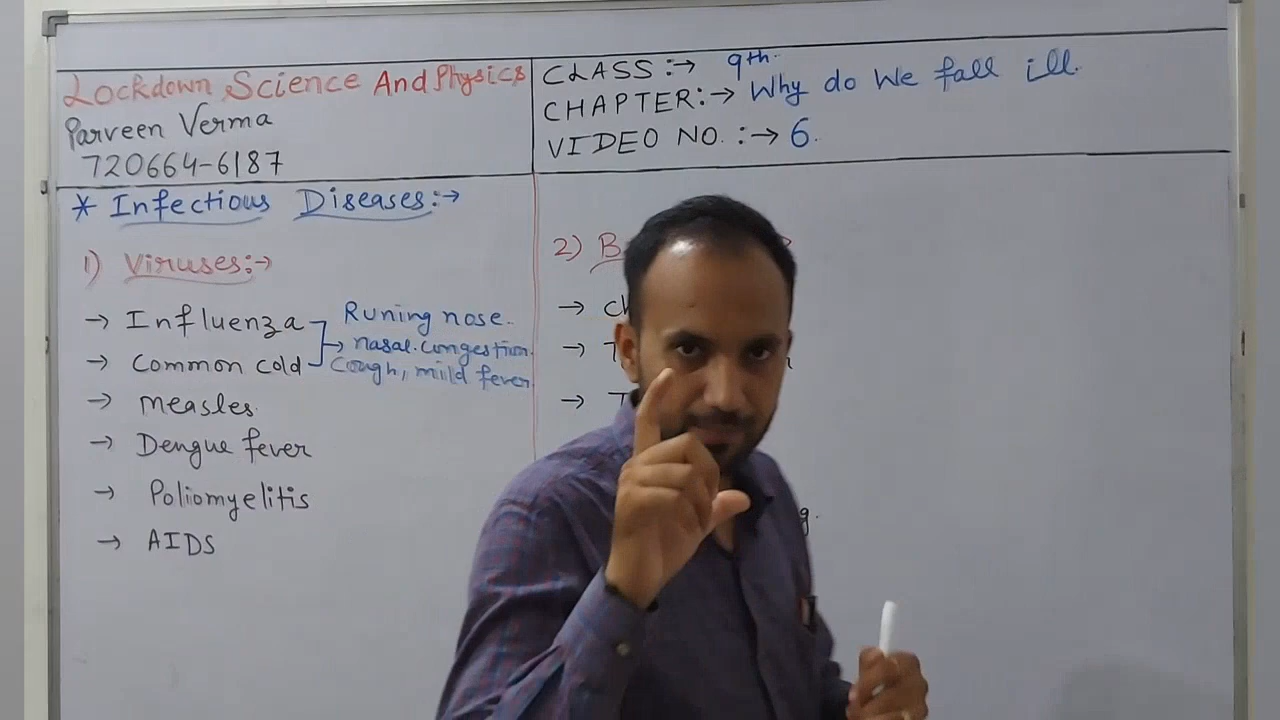 Lockdown Science And Physics
Parveen Verma
720664-6187
CLASS:→ 9th.
CHAPTER:→ Why do We fall ill.
VIDEO NO. :→ 6.
* Infectious Diseases:→
1) Viruses:→
→ Influenza
→ Common cold
Runing nose.
→ nasal congestion.
Cough, mild fever
→ Measles.
→ Dengue fever
→ Poliomyelitis
→ AIDS
2) B
→
→ T
→ T
g.